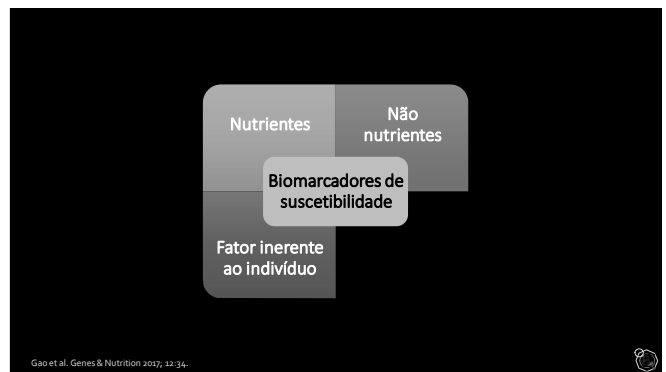 Nutrientes
Não
nutrientes
Biomarcadores de
suscetibilidade
Fator inerente
ao indivíduo
Gao et al. Genes & Nutrition 2017; 12:34.